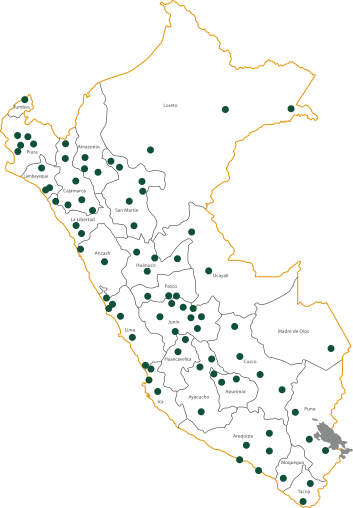 Loreto
Tumbes
Piura
Amazonas
Lambayeque
Cajamarca
San Martín
La Libertad
Ancash
Huánuco
Ucayali
Pasco
Junín
Lima
Madre de Dios
Huancavelica
Cusco
Ayacucho
Apurimac
Ica
Puno
Arequipa
Moquegua
Tacna